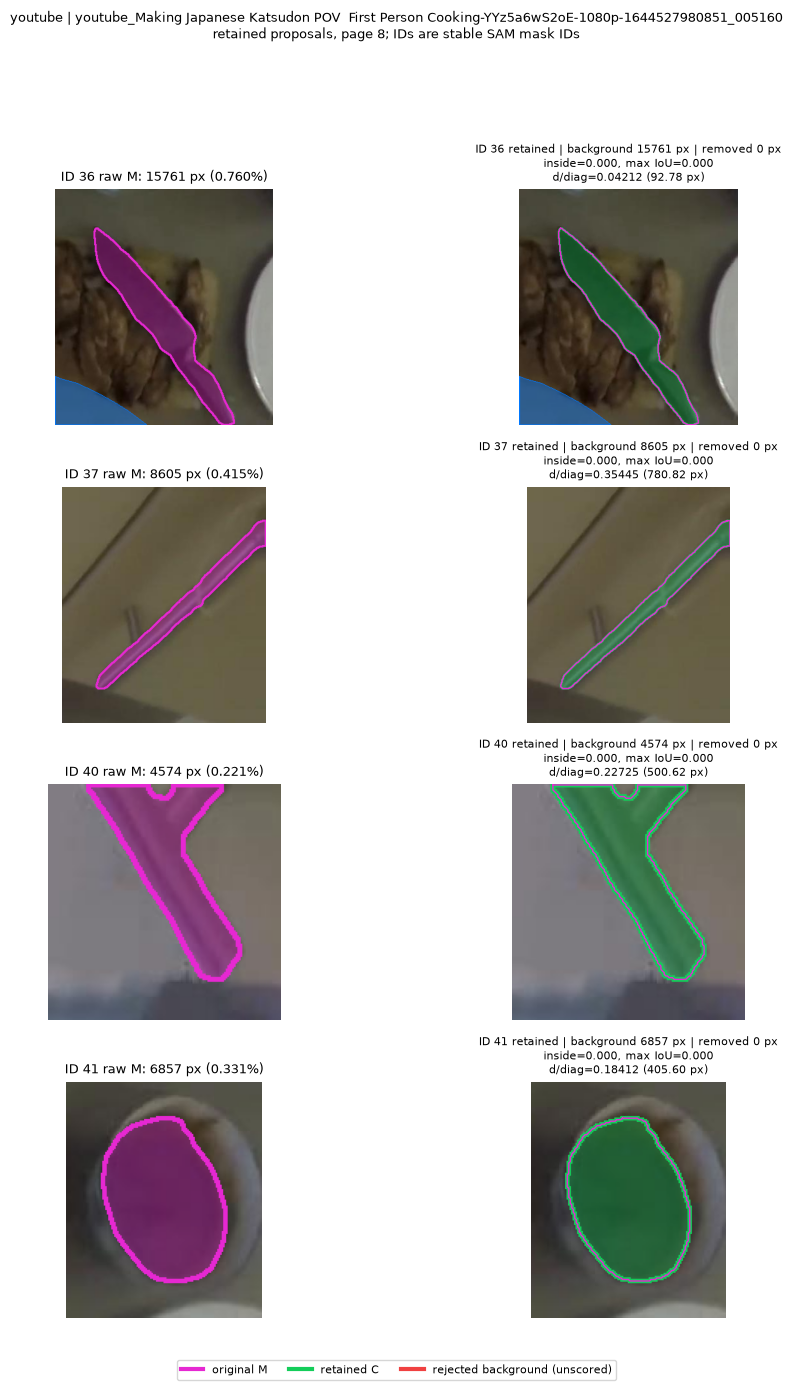 youtube | youtube_Making Japanese Katsudon POV  First Person Cooking-YYz5a6wS2oE-1080p-1644527980851_005160
retained proposals, page 8; IDs are stable SAM mask IDs
ID 36 raw M: 15761 px (0.760%)
ID 36 retained | background 15761 px | removed 0 px
inside=0.000, max IoU=0.000
d/diag=0.04212 (92.78 px)
ID 37 raw M: 8605 px (0.415%)
ID 37 retained | background 8605 px | removed 0 px
inside=0.000, max IoU=0.000
d/diag=0.35445 (780.82 px)
ID 40 raw M: 4574 px (0.221%)
ID 40 retained | background 4574 px | removed 0 px
inside=0.000, max IoU=0.000
d/diag=0.22725 (500.62 px)
ID 41 raw M: 6857 px (0.331%)
ID 41 retained | background 6857 px | removed 0 px
inside=0.000, max IoU=0.000
d/diag=0.18412 (405.60 px)
original M
retained C
rejected background (unscored)